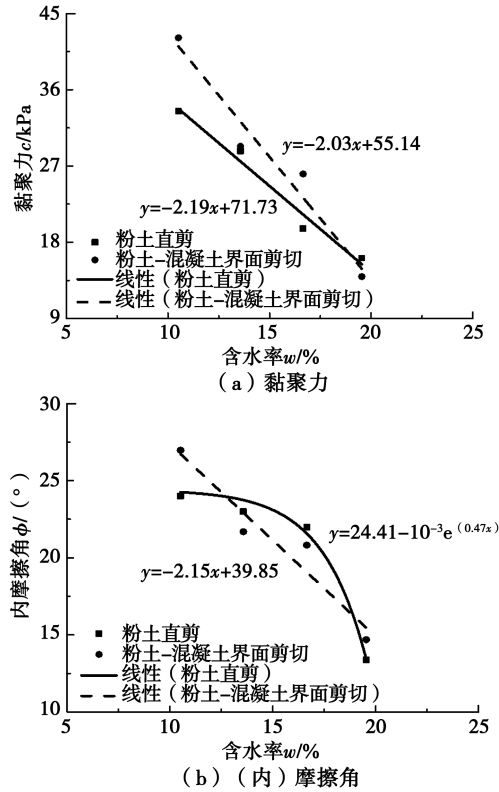 45
36
27
18
9
黏聚力c/kPa
y=−2.03x+55.14
y=−2.19x+71.73
粉土直剪
粉土−混凝土界面剪切
线性（粉土直剪）
线性（粉土−混凝土界面剪切）
5 10 15 20 25
含水率w/%
（a）黏聚力
30
25
20
15
10
内摩擦角ϕ/（°）
y=24.41−10⁻³e（0.47x）
y=−2.15x+39.85
粉土直剪
粉土−混凝土界面剪切
线性（粉土直剪）
线性（粉土−混凝土界面剪切）
5 10 15 20 25
含水率w/%
（b）（内）摩擦角